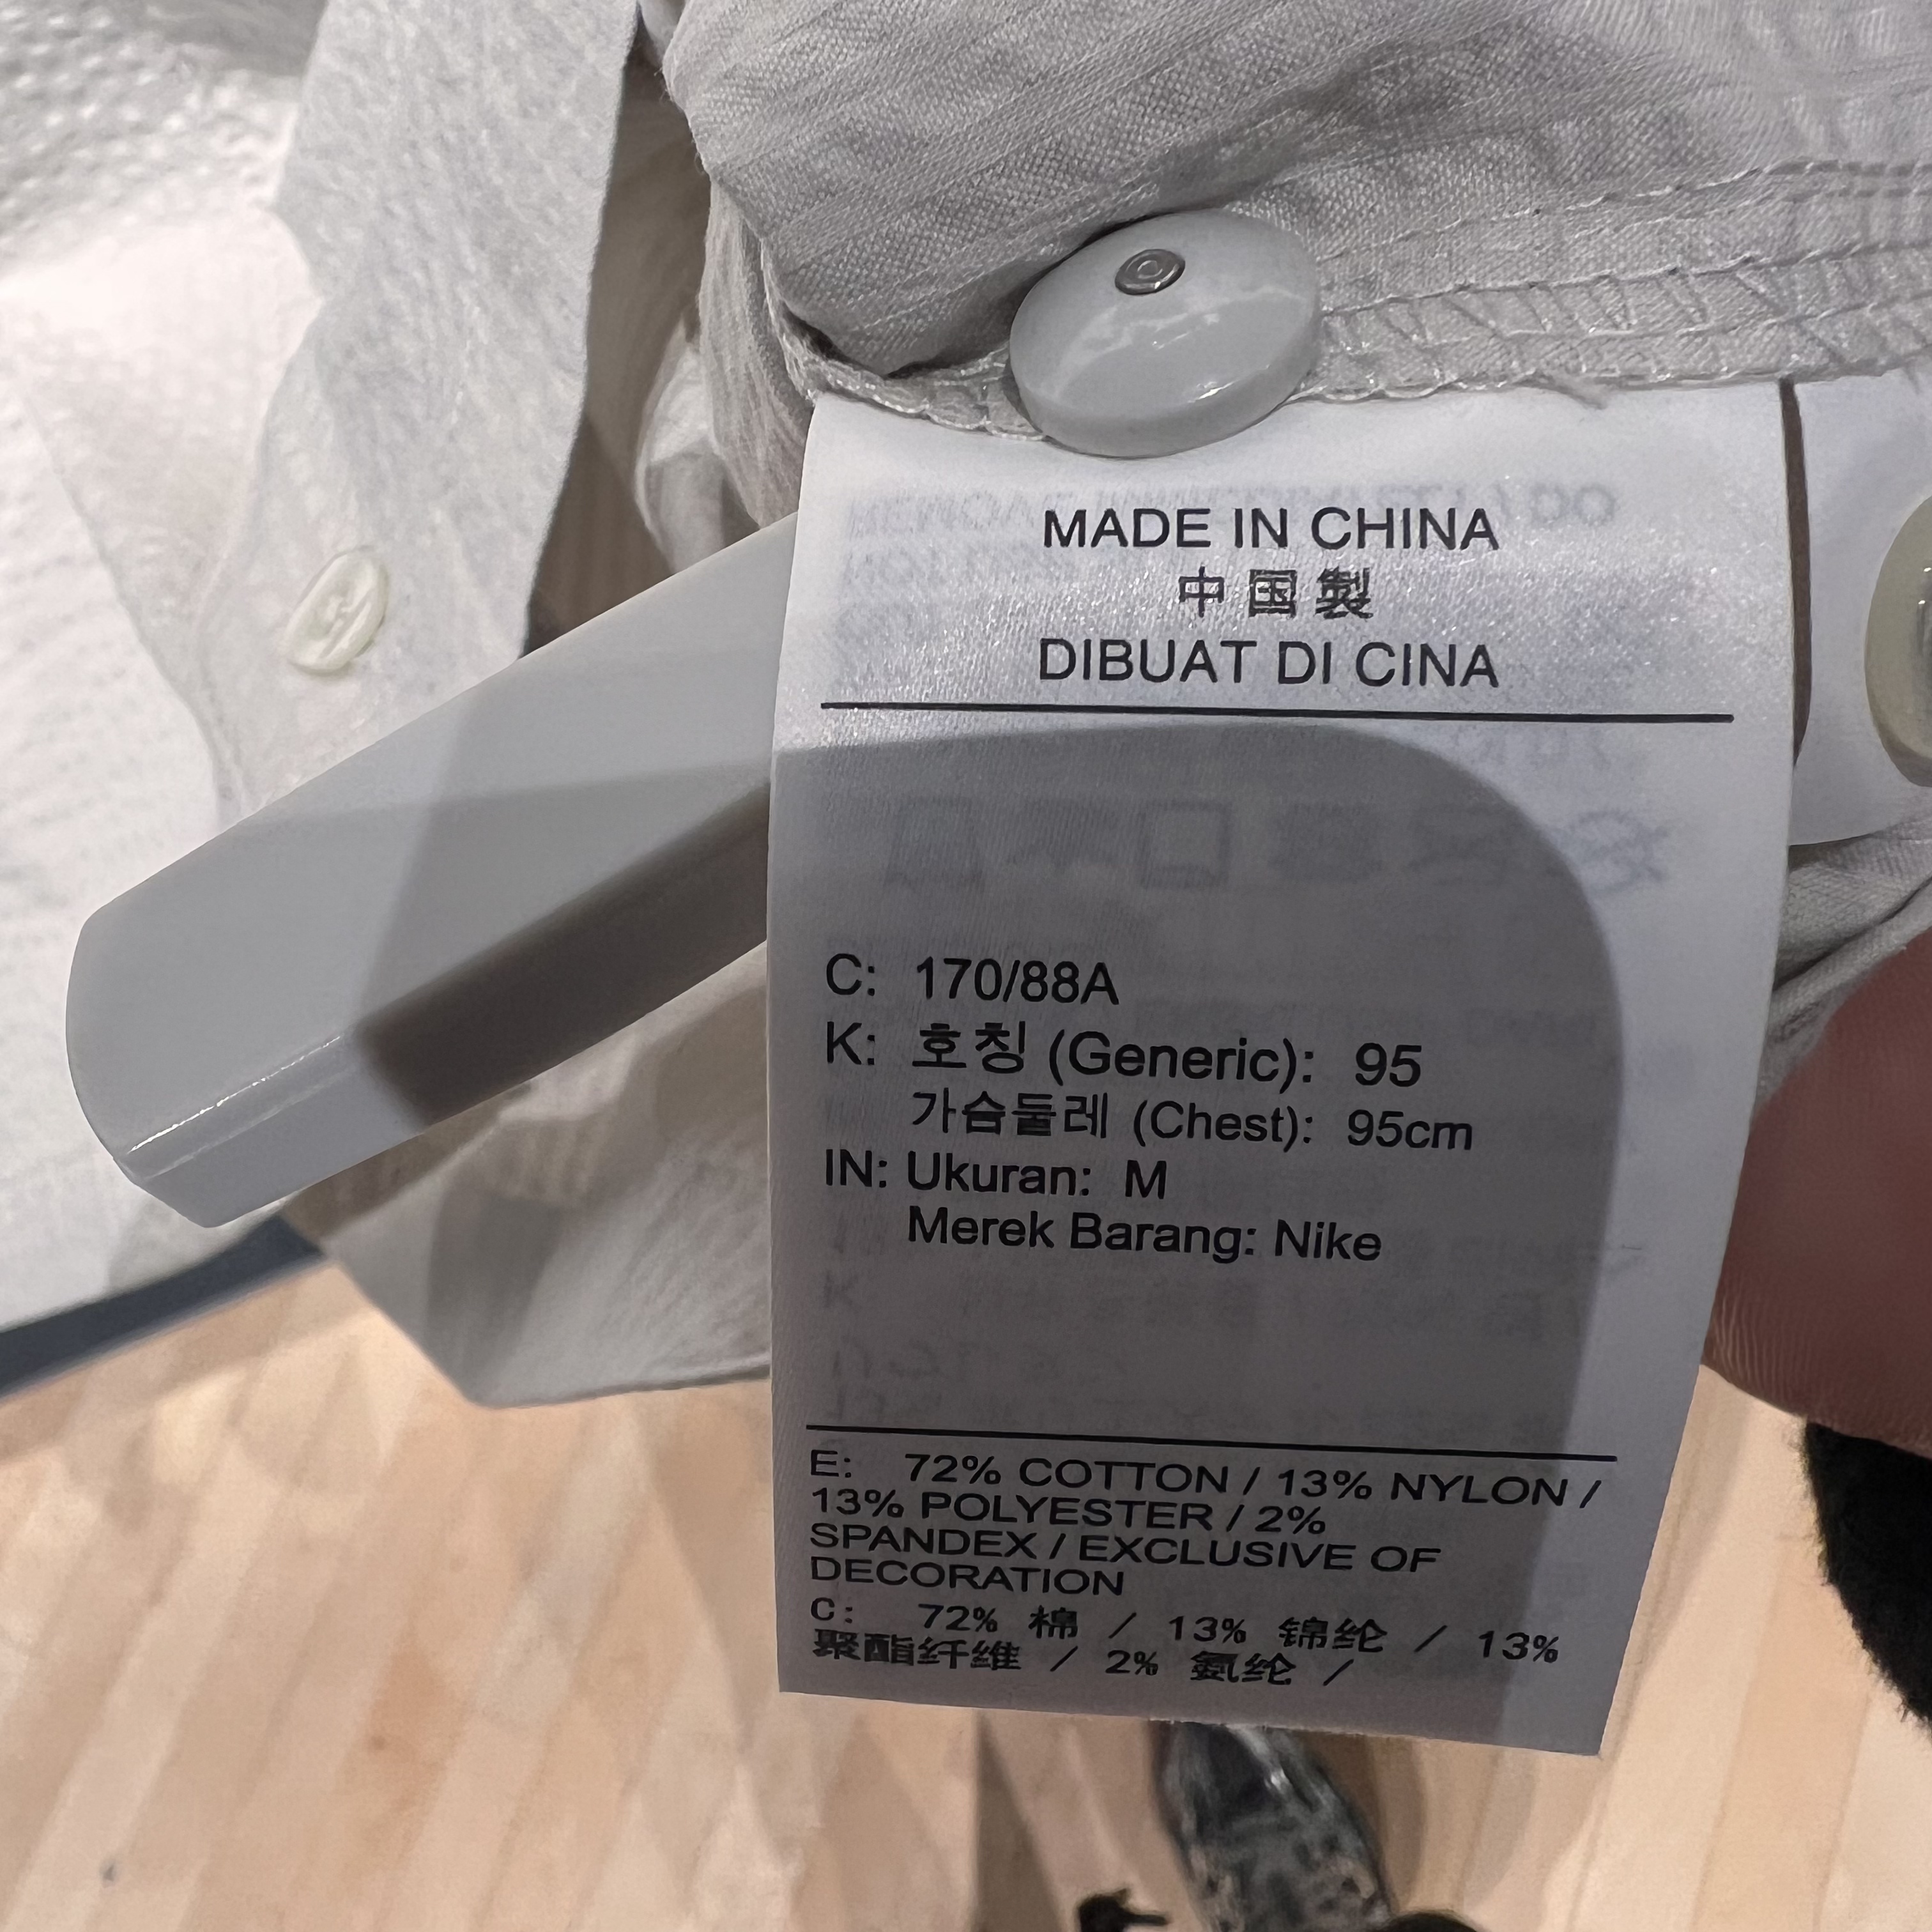 MADE IN CHINA
中国製
DIBUAT DI CINA
C: 170/88A
K: 호칭 (Generic): 95
가슴둘레 (Chest): 95cm
IN: Ukuran: M
Merek Barang: Nike
E: 72% COTTON / 13% NYLON /
13% POLYESTER / 2%
SPANDEX / EXCLUSIVE OF
DECORATION
C: 72% 棉 / 13% 锦纶 / 13%
聚酯纤维 / 2% 氨纶 /